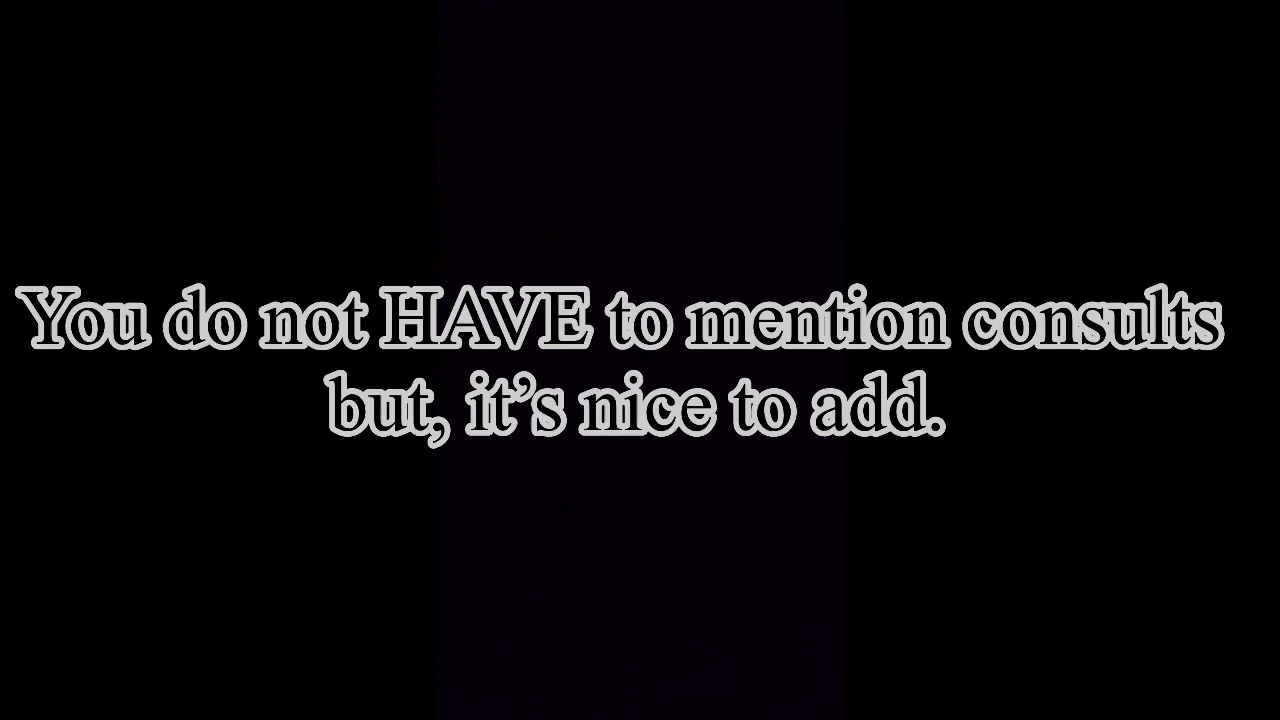 You do not HAVE to mention consults
but, it’s nice to add.